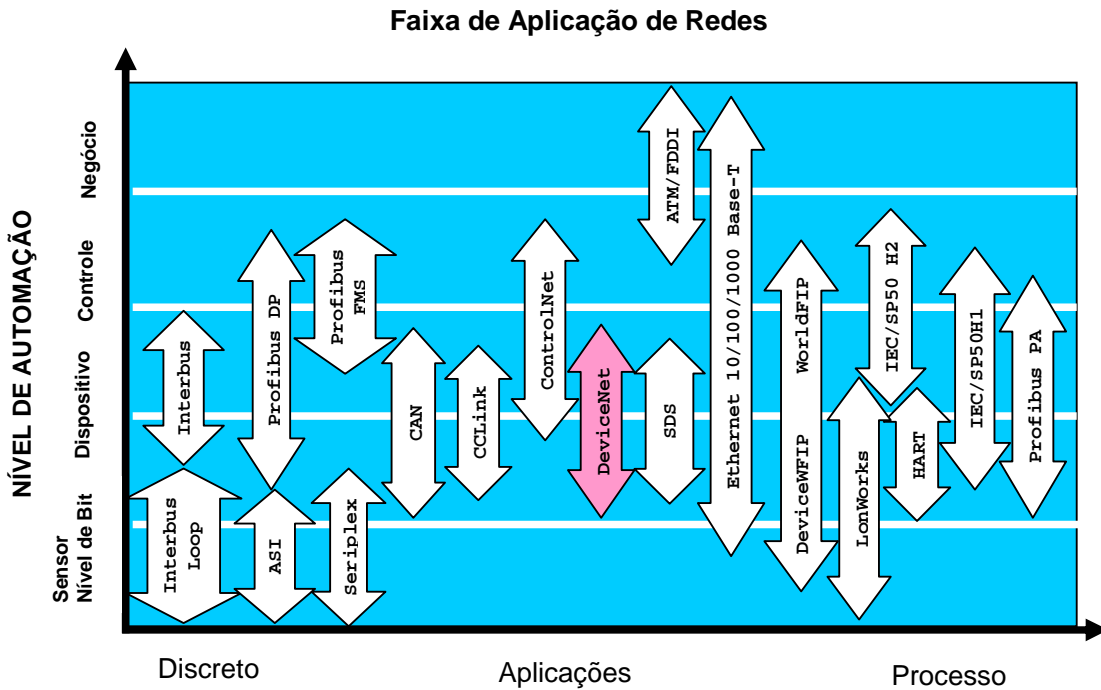 Faixa de Aplicação de Redes
NÍVEL DE AUTOMAÇÃO
Negócio
Controle
Dispositivo
Sensor
Nível de Bit
Interbus
Interbus
Loop
Profibus DP
ASI
Profibus
FMS
Seriplex
CAN
CCLink
ControlNet
DeviceNet
ATM/FDDI
SDS
Ethernet 10/100/1000 Base-T
DeviceWFIP
WorldFIP
LonWorks
IEC/SP50 H2
HART
IEC/SP50H1
Profibus PA
Discreto
Aplicações
Processo